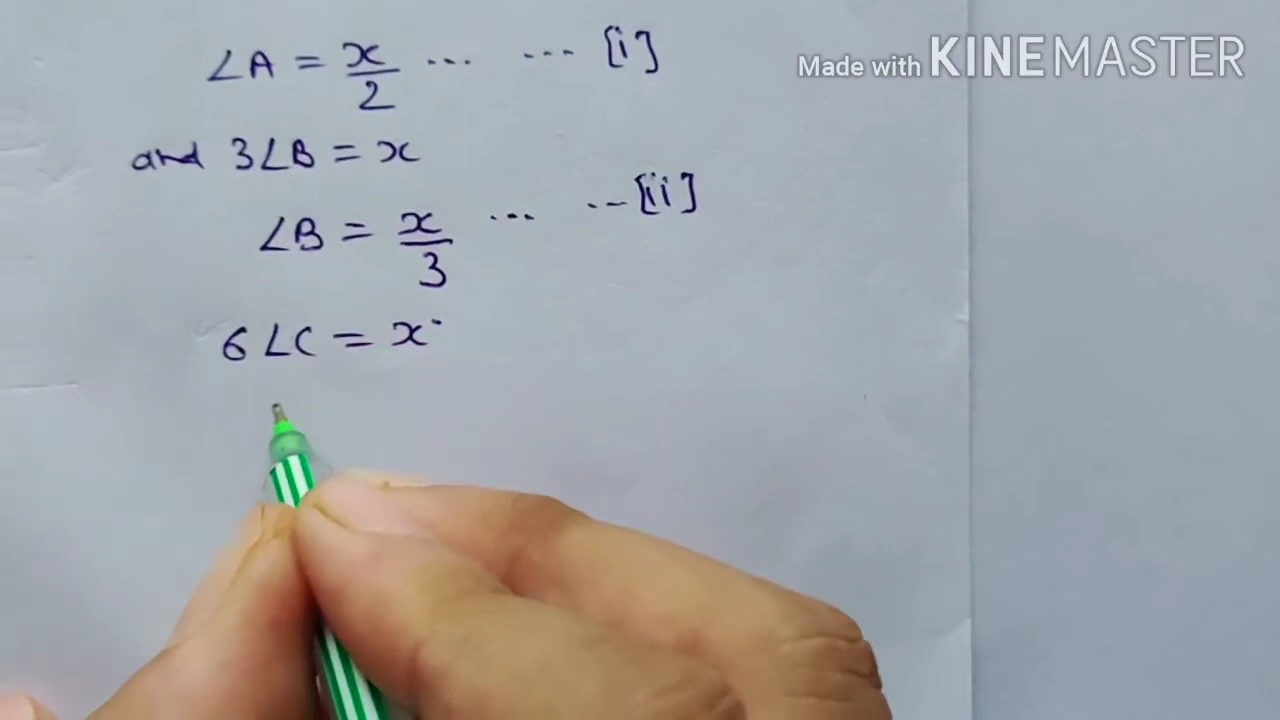 ∠A = x/2 ... ... [i]
Made with KINEMASTER
and 3∠B = x
∠B = x/3 ... ... [ii]
6∠C = x